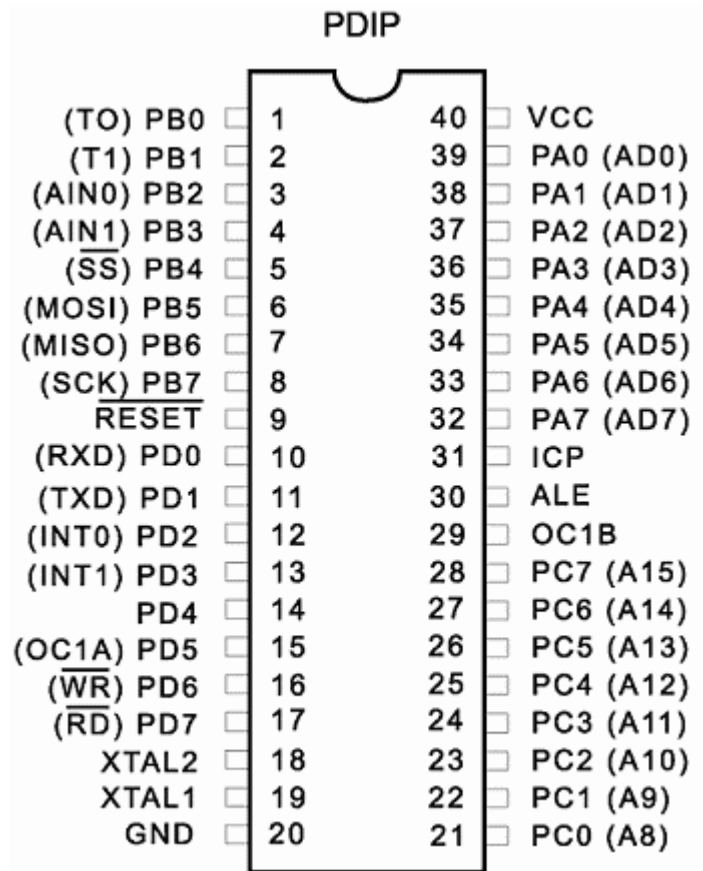 PDIP
(TO) PB0 1 40 VCC
(T1) PB1 2 39 PA0 (AD0)
(AIN0) PB2 3 38 PA1 (AD1)
(AIN1) PB3 4 37 PA2 (AD2)
(S̅S̅) PB4 5 36 PA3 (AD3)
(MOSI) PB5 6 35 PA4 (AD4)
(MISO) PB6 7 34 PA5 (AD5)
(SCK) PB7 8 33 PA6 (AD6)
R̅E̅S̅E̅T̅ 9 32 PA7 (AD7)
(RXD) PD0 10 31 ICP
(TXD) PD1 11 30 ALE
(INT0) PD2 12 29 OC1B
(INT1) PD3 13 28 PC7 (A15)
PD4 14 27 PC6 (A14)
(OC1A) PD5 15 26 PC5 (A13)
(W̅R̅) PD6 16 25 PC4 (A12)
(R̅D̅) PD7 17 24 PC3 (A11)
XTAL2 18 23 PC2 (A10)
XTAL1 19 22 PC1 (A9)
GND 20 21 PC0 (A8)